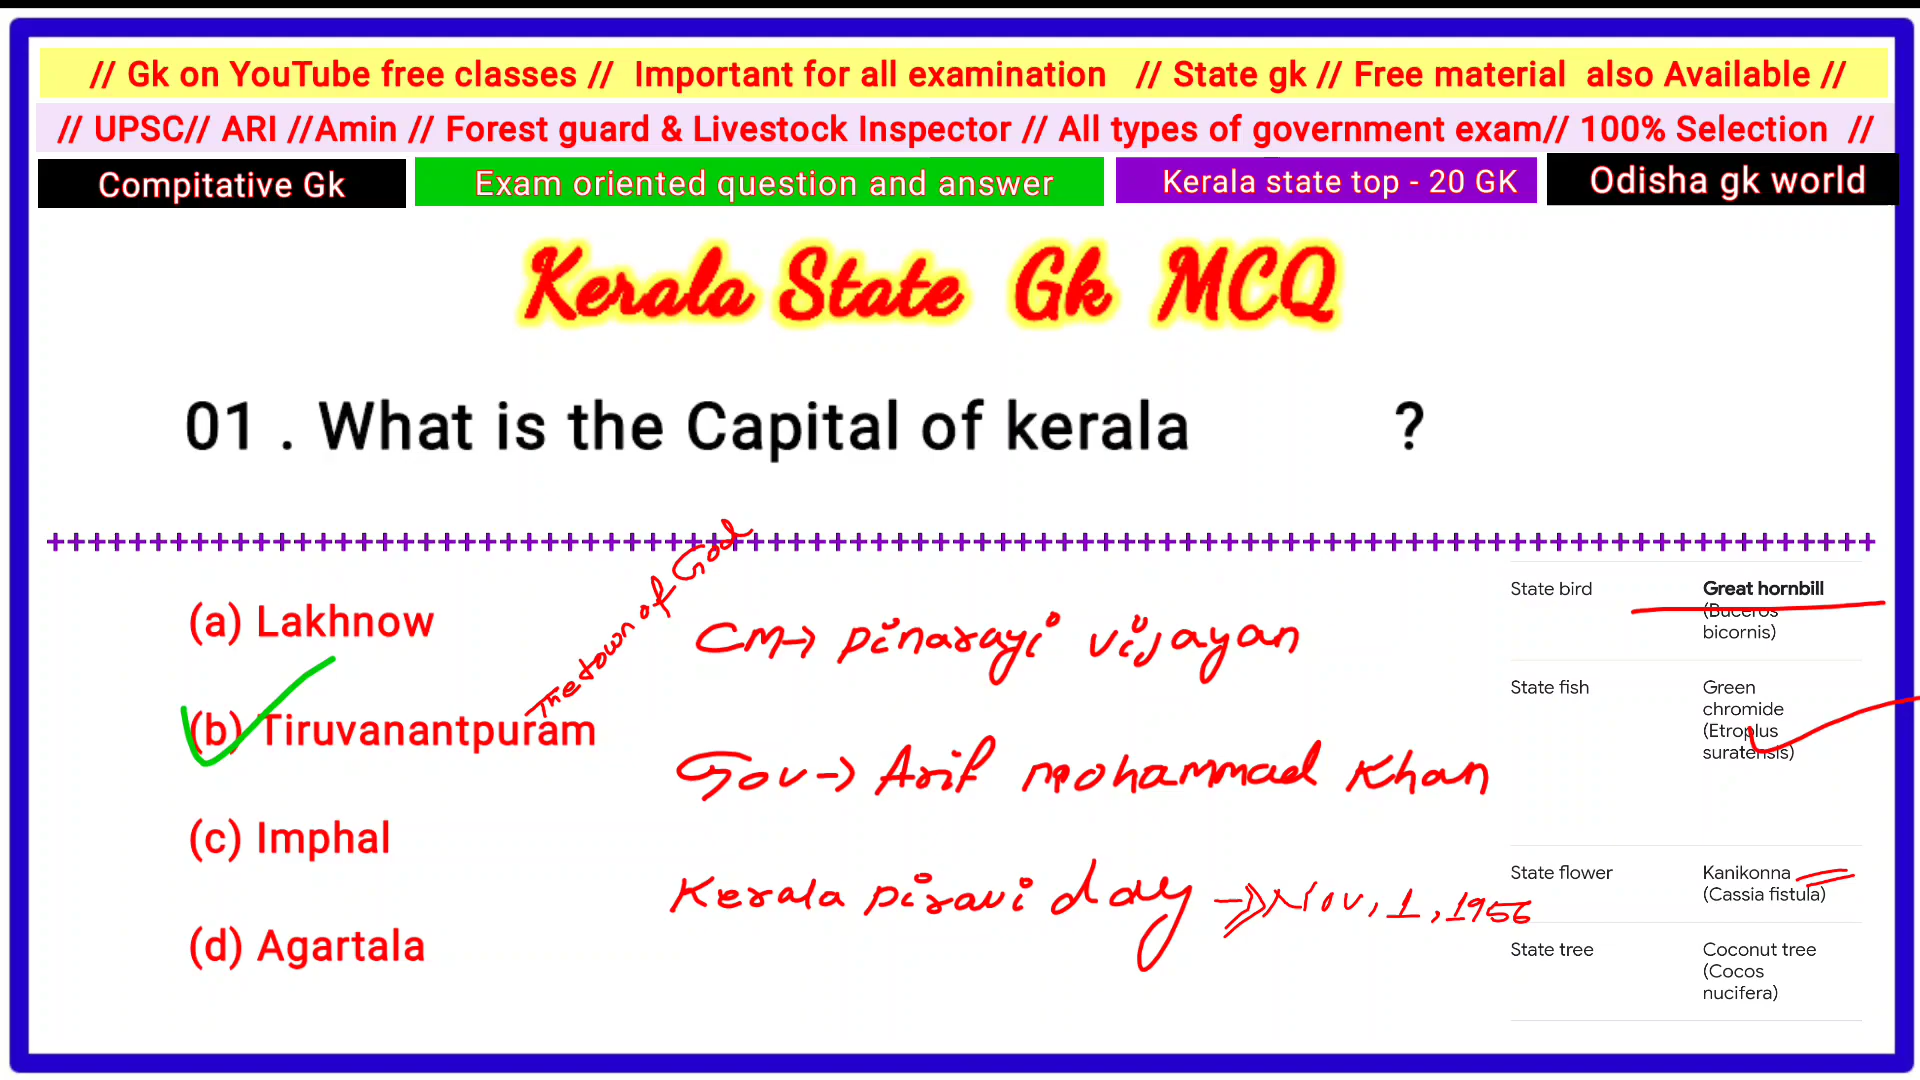 // Gk on YouTube free classes // Important for all examination // State gk // Free material also Available //
// UPSC// ARI //Amin // Forest guard & Livestock Inspector // All types of government exam// 100% Selection //
Compitative Gk
Exam oriented question and answer
Kerala state top - 20 GK
Odisha gk world
Kerala State Gk MCQ
01 . What is the Capital of kerala ?
++++++++++++++++++++++++++++++++++++++++++++++++++++++++++++++++++++++++++++++++++++++++
The town of God
(a) Lakhnow
(b) Tiruvanantpuram
(c) Imphal
(d) Agartala
CM→ pinarayi vijayan
Gov→ Arif mohammad Khan
Kerala piravi day →Nov, 1, 1956
State bird Great hornbill
(Buceros
bicornis)
State fish Green
chromide
(Etroplus
suratensis)
State flower Kanikonna
(Cassia fistula)
State tree Coconut tree
(Cocos
nucifera)